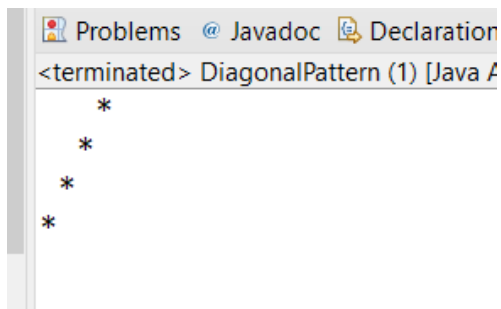 Problems @ Javadoc Declaration
<terminated> DiagonalPattern (1) [Java A
   *
  *
 *
*